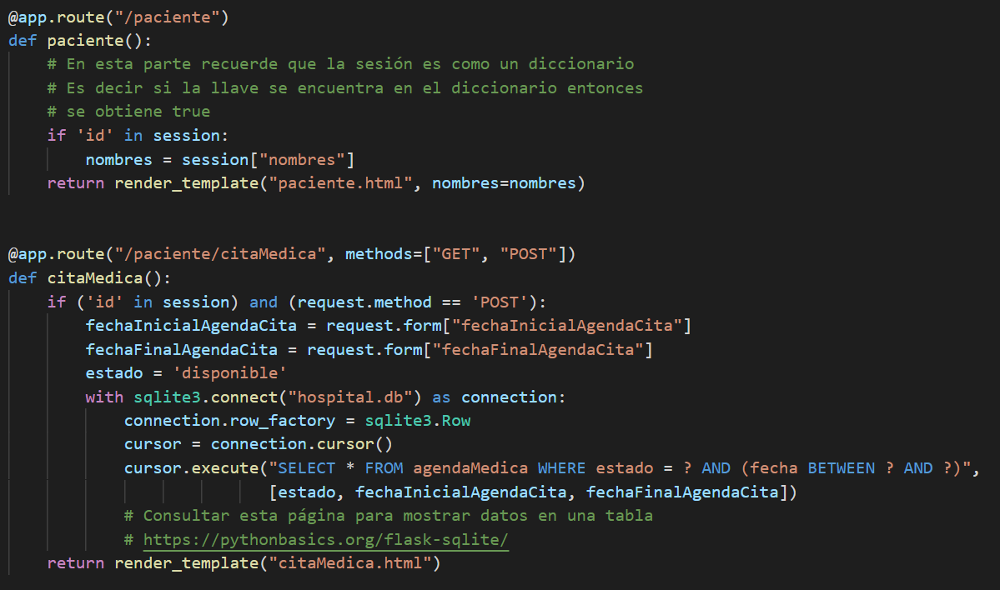 @app.route("/paciente")
def paciente():
    # En esta parte recuerde que la sesión es como un diccionario
    # Es decir si la llave se encuentra en el diccionario entonces
    # se obtiene true
    if 'id' in session:
        nombres = session["nombres"]
    return render_template("paciente.html", nombres=nombres)
@app.route("/paciente/citaMedica", methods=["GET", "POST"])
def citaMedica():
    if ('id' in session) and (request.method == 'POST'):
        fechaInicialAgendaCita = request.form["fechaInicialAgendaCita"]
        fechaFinalAgendaCita = request.form["fechaFinalAgendaCita"]
        estado = 'disponible'
        with sqlite3.connect("hospital.db") as connection:
            connection.row_factory = sqlite3.Row
            cursor = connection.cursor()
            cursor.execute("SELECT * FROM agendaMedica WHERE estado = ? AND (fecha BETWEEN ? AND ?)",
                           [estado, fechaInicialAgendaCita, fechaFinalAgendaCita])
            # Consultar esta página para mostrar datos en una tabla
            # https://pythonbasics.org/flask-sqlite/
    return render_template("citaMedica.html")